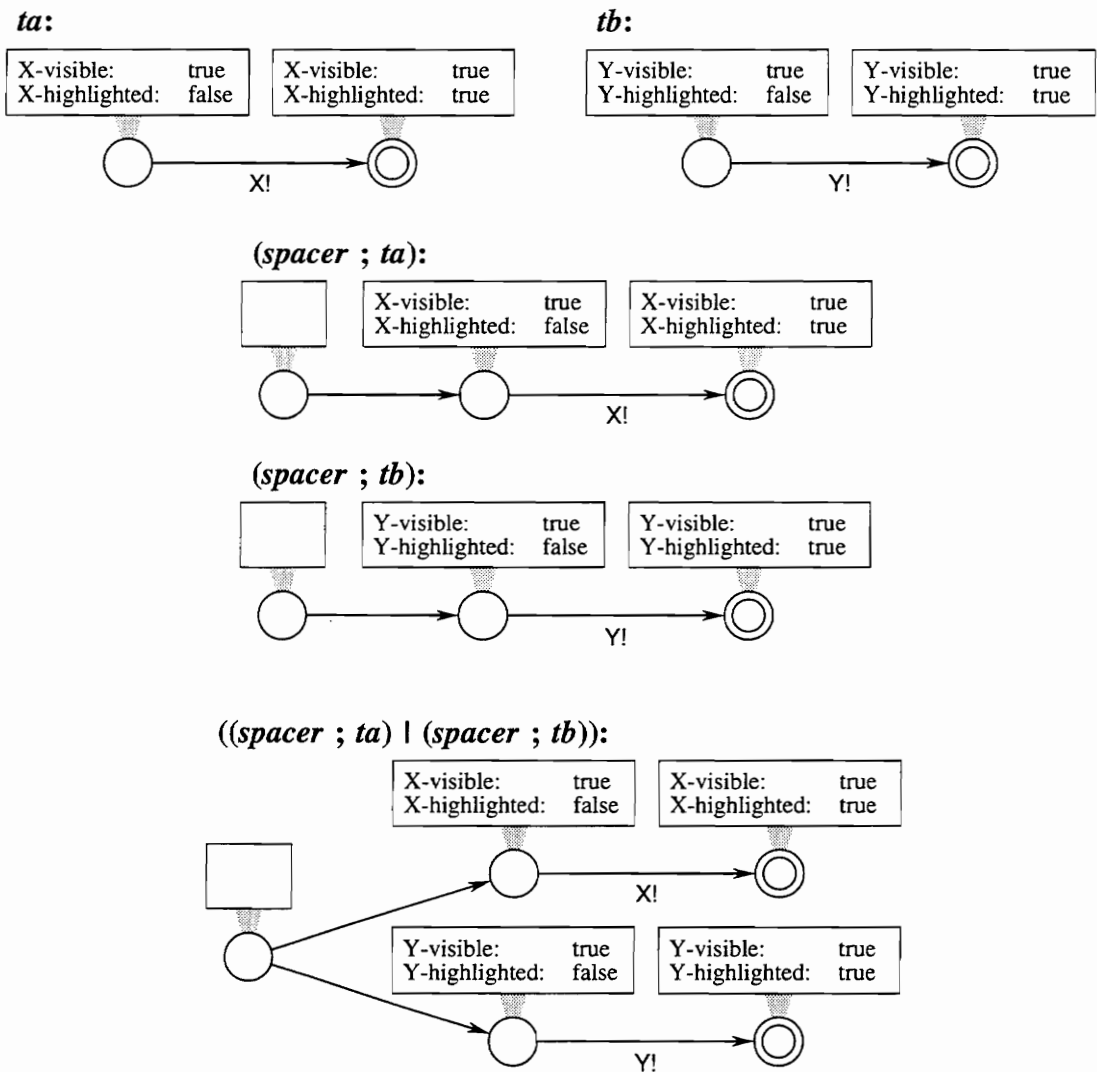 ta:
tb:
X-visible: true
X-highlighted: false
X-visible: true
X-highlighted: true
Y-visible: true
Y-highlighted: false
Y-visible: true
Y-highlighted: true
X!
Y!
(spacer ; ta):
X-visible: true
X-highlighted: false
X-visible: true
X-highlighted: true
X!
(spacer ; tb):
Y-visible: true
Y-highlighted: false
Y-visible: true
Y-highlighted: true
Y!
((spacer ; ta) | (spacer ; tb)):
X-visible: true
X-highlighted: false
X-visible: true
X-highlighted: true
X!
Y-visible: true
Y-highlighted: false
Y-visible: true
Y-highlighted: true
Y!